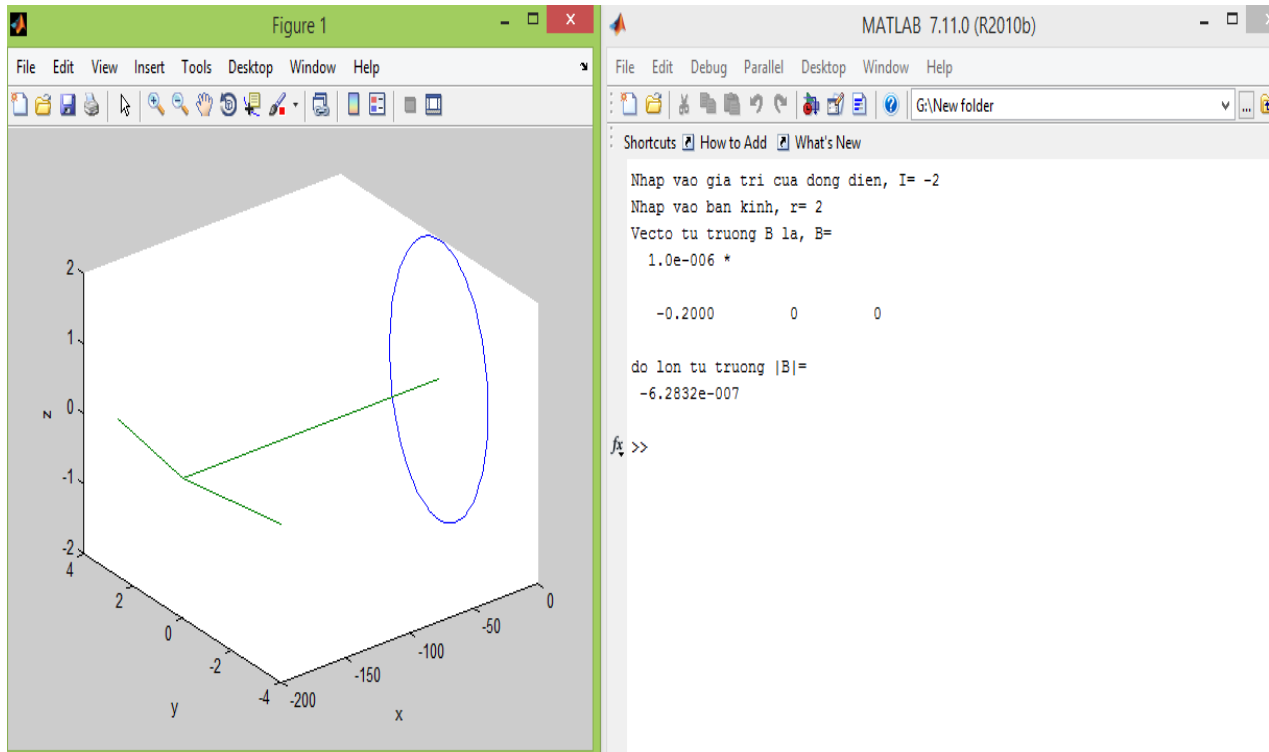 Figure 1
File Edit View Insert Tools Desktop Window Help
2
1
0
-1
-2
z
4
2
0
-2
-4
y
-200
-150
-100
-50
0
x
MATLAB 7.11.0 (R2010b)
File Edit Debug Parallel Desktop Window Help
G:\New folder
...
Shortcuts How to Add What's New
Nhap vao gia tri cua dong dien, I= -2
Nhap vao ban kinh, r= 2
Vecto tu truong B la, B=
1.0e-006 *
-0.2000 0 0
do lon tu truong |B|=
-6.2832e-007
fx >>